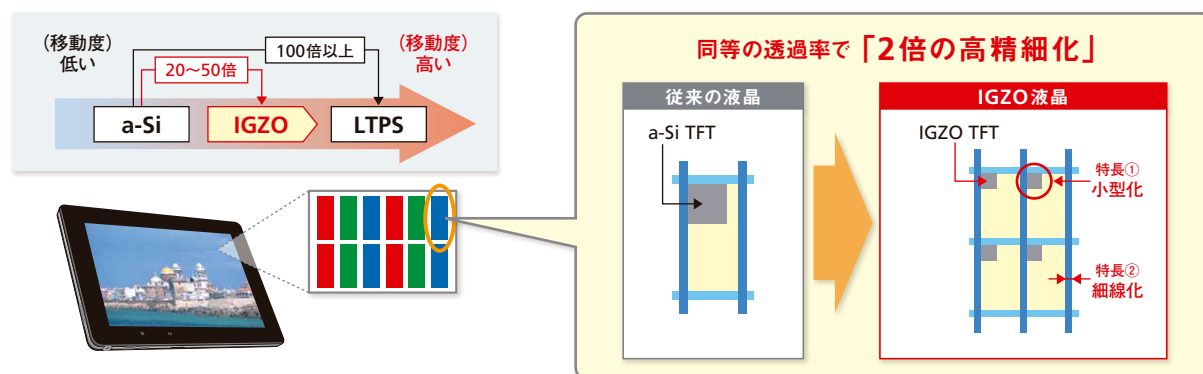 (移動度)
低い
100倍以上
(移動度)
高い
20～50倍
a-Si
IGZO
LTPS
同等の透過率で「2倍の高精細化」
従来の液晶
a-Si TFT
IGZO液晶
IGZO TFT
特長①
小型化
特長②
細線化